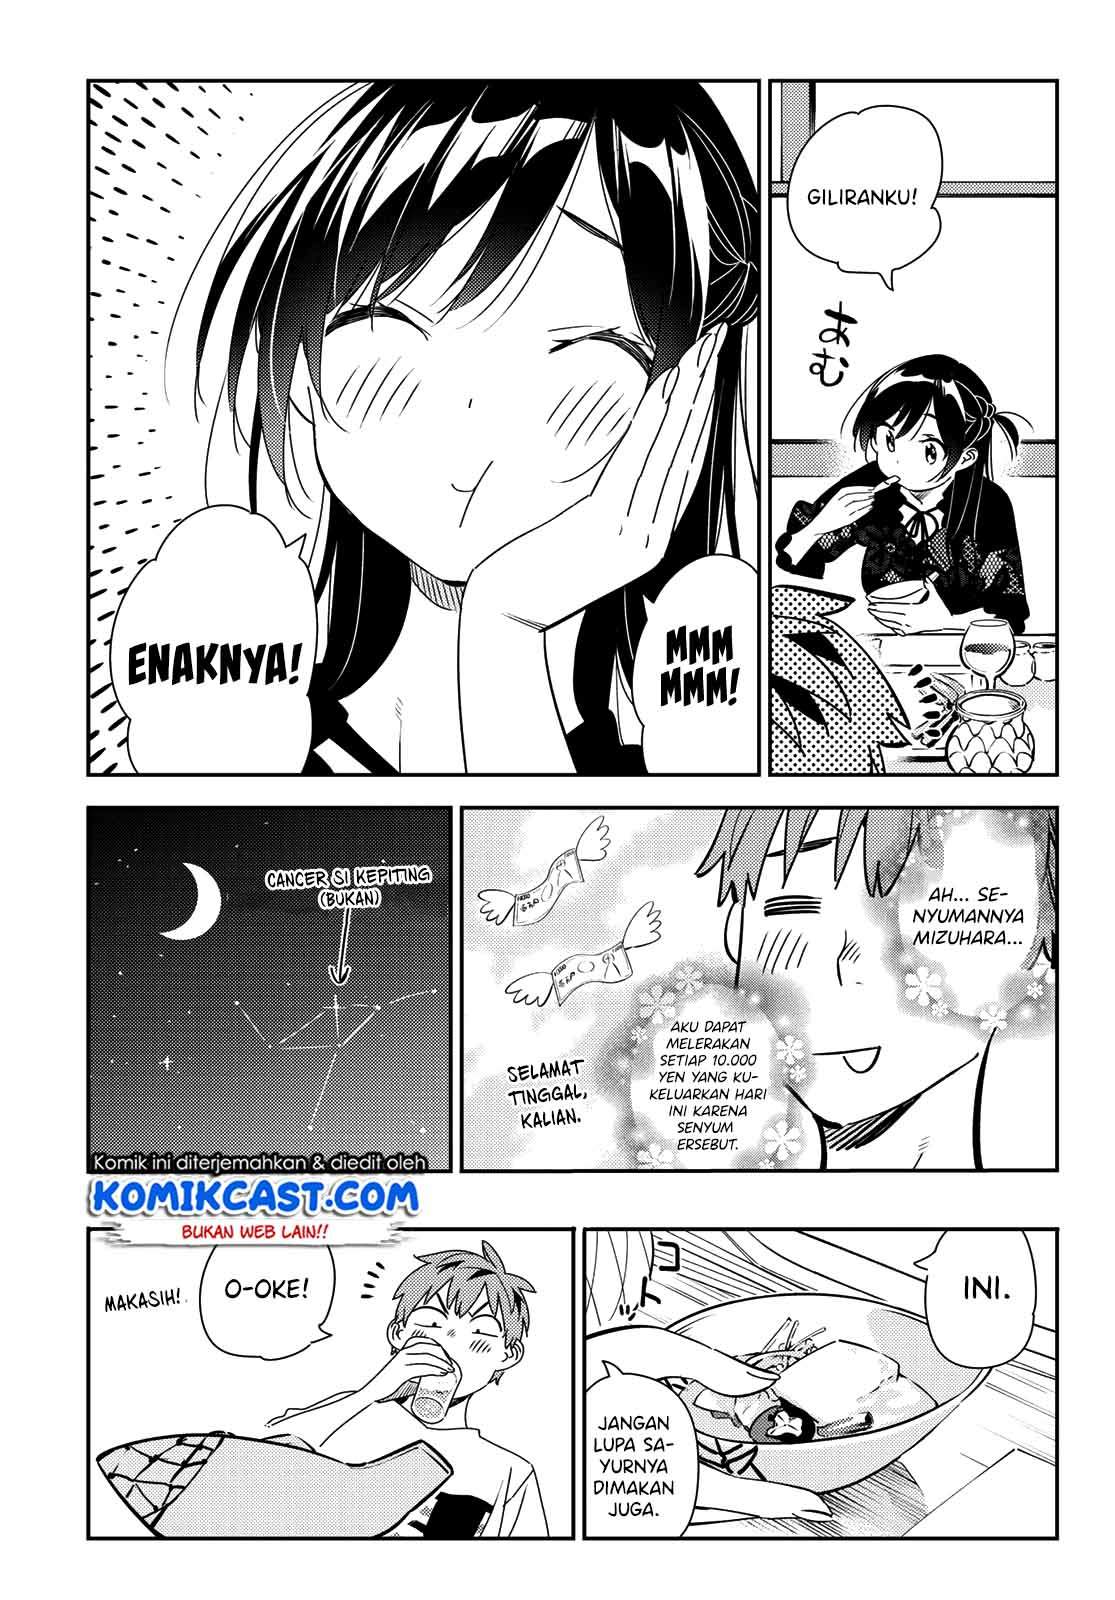 GILIRANKU!
あむ
MMM
MMM!
ENAKNYA!
AH... SE-
NYUMANNYA
MIZUHARA...
AKU DAPAT
MELERAKAN
SETIAP 10.000
YEN YANG KU-
KELUARKAN HARI
INI KARENA
SENYUM
ERSEBUT.
SELAMAT
TINGGAL,
KALIAN.
CANCER SI KEPITING
(BUKAN)
Komik ini diterjemahkan & diedit oleh
KOMIKCAST.COM
BUKAN WEB LAIN!!
INI.
コト
JANGAN
LUPA SA-
YURNYA
DIMAKAN
JUGA.
O-OKE!
MAKASIH!